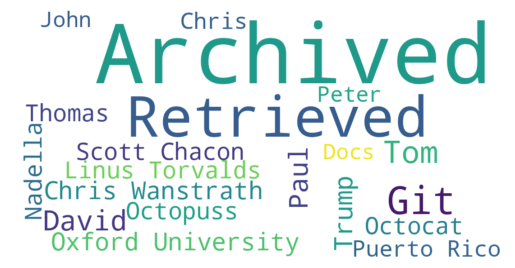 John
Chris
Archived
Peter
Retrieved
Thomas
Nadella
Scott Chacon
Paul
Docs
Tom
Linus Torvalds
Chris Wanstrath
Trump
Git
David
Octopuss
Octocat
Oxford University
Puerto Rico